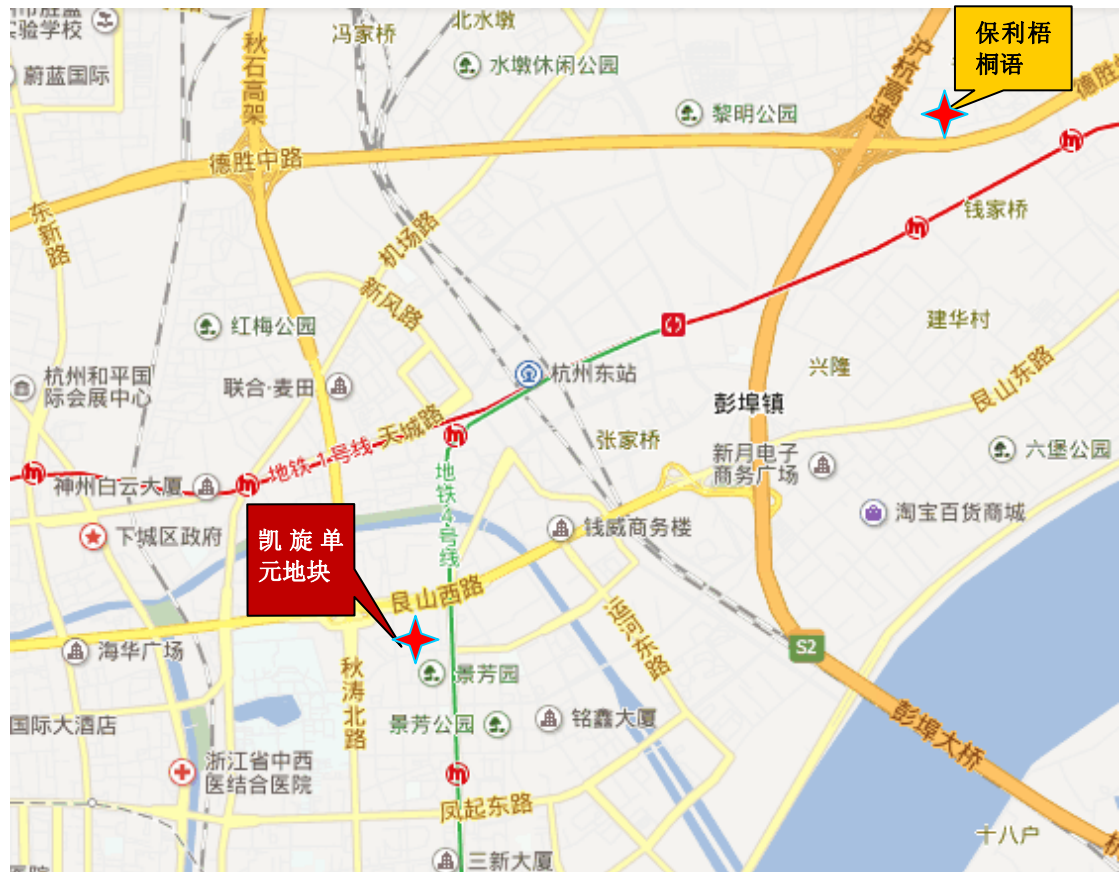 实验学校
蔚蓝国际
秋石高架
冯家桥
北水墩
水墩休闲公园
黎明公园
沪杭高速
保利梧
桐语
德胜中路
东新路
机场路
新风路
钱家桥
红梅公园
建华村
杭州和平国
际会展中心
联合·麦田
杭州东站
兴隆
彭埠镇
艮山东路
天城路
地铁1号线
张家桥
新月电子
商务广场
六堡公园
神州白云大厦
地铁4号线
下城区政府
凯旋单
元地块
钱威商务楼
淘宝百货商城
艮山西路
运河东路
海华广场
S2
秋涛北路
景芳园
景芳公园
铭鑫大厦
国际大酒店
彭埠大桥
浙江省中西
医结合医院
凤起东路
十八户
三新大厦